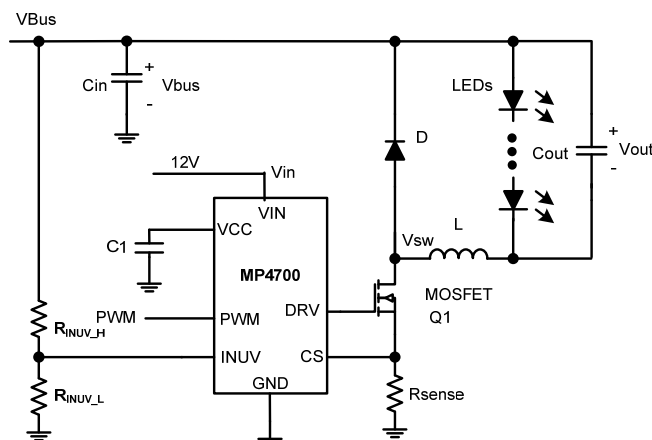 VBus
Cin
+
Vbus
-
LEDs
D
Cout
+
Vout
-
12V
Vin
VIN
VCC
C1
MP4700
Vsw
L
DRV
MOSFET
Q1
PWM
PWM
RINUV_H
INUV
CS
GND
RINUV_L
Rsense